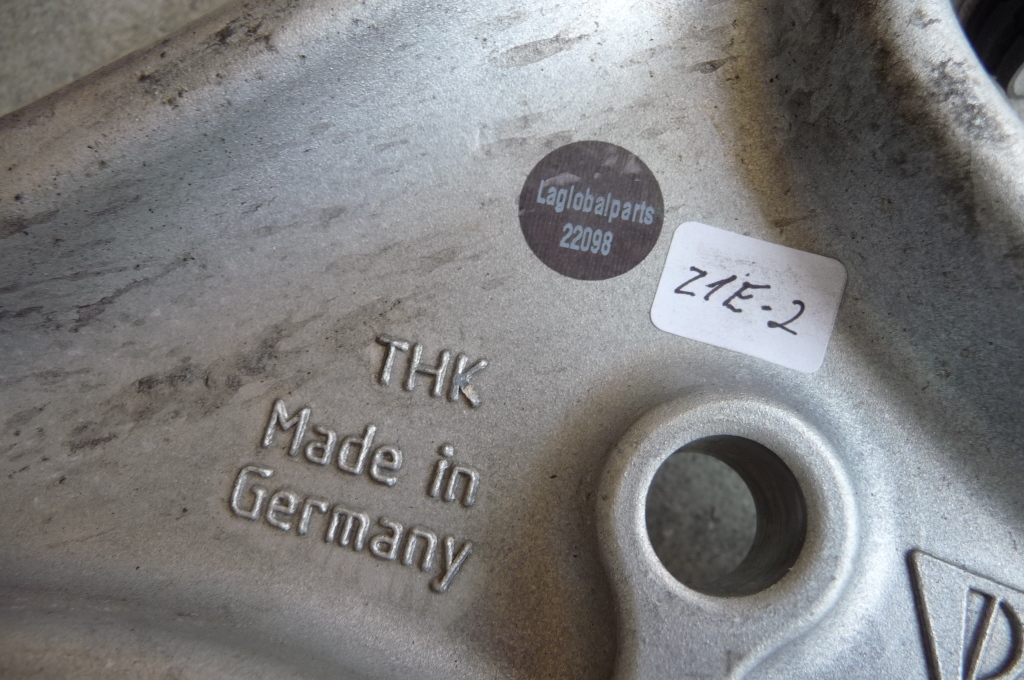 Laglobalparts
22098
Z1E-2
THK
Made in
Germany
D